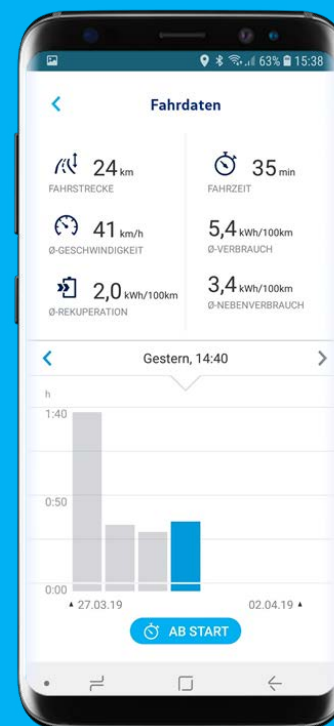 63% 15:38
Fahrdaten
24 km
FAHRSTRECKE
35 min
FAHRZEIT
41 km/h
Ø-GESCHWINDIGKEIT
5,4 kWh/100km
Ø-VERBRAUCH
2,0 kWh/100km
Ø-REKUPERATION
3,4 kWh/100km
Ø-NEBENVERBRAUCH
Gestern, 14:40
h
1:40
0:50
0:00
27.03.19 02.04.19
AB START